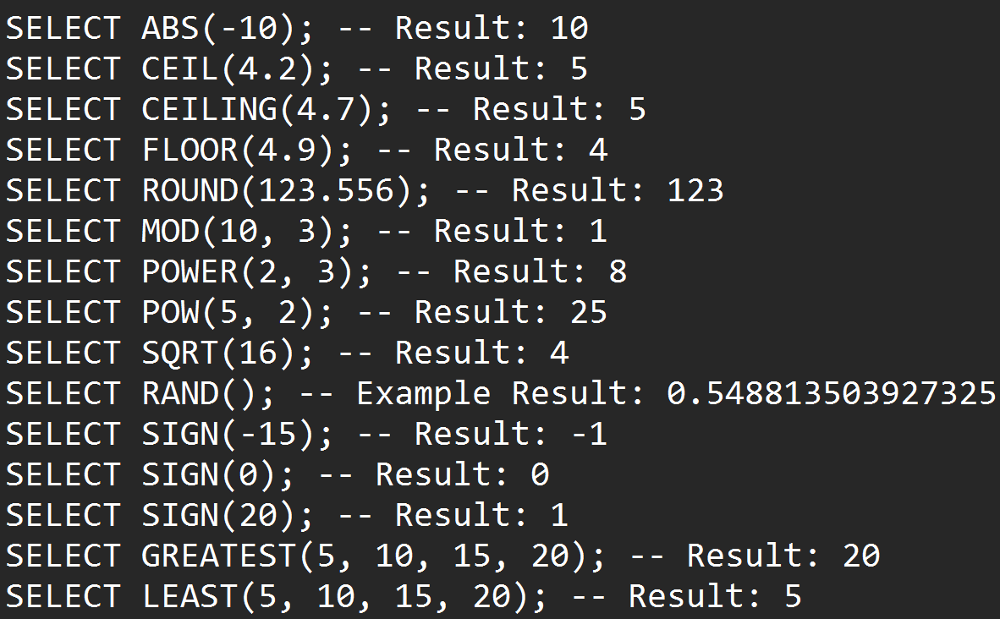 SELECT ABS(-10); -- Result: 10
SELECT CEIL(4.2); -- Result: 5
SELECT CEILING(4.7); -- Result: 5
SELECT FLOOR(4.9); -- Result: 4
SELECT ROUND(123.556); -- Result: 123
SELECT MOD(10, 3); -- Result: 1
SELECT POWER(2, 3); -- Result: 8
SELECT POW(5, 2); -- Result: 25
SELECT SQRT(16); -- Result: 4
SELECT RAND(); -- Example Result: 0.548813503927325
SELECT SIGN(-15); -- Result: -1
SELECT SIGN(0); -- Result: 0
SELECT SIGN(20); -- Result: 1
SELECT GREATEST(5, 10, 15, 20); -- Result: 20
SELECT LEAST(5, 10, 15, 20); -- Result: 5